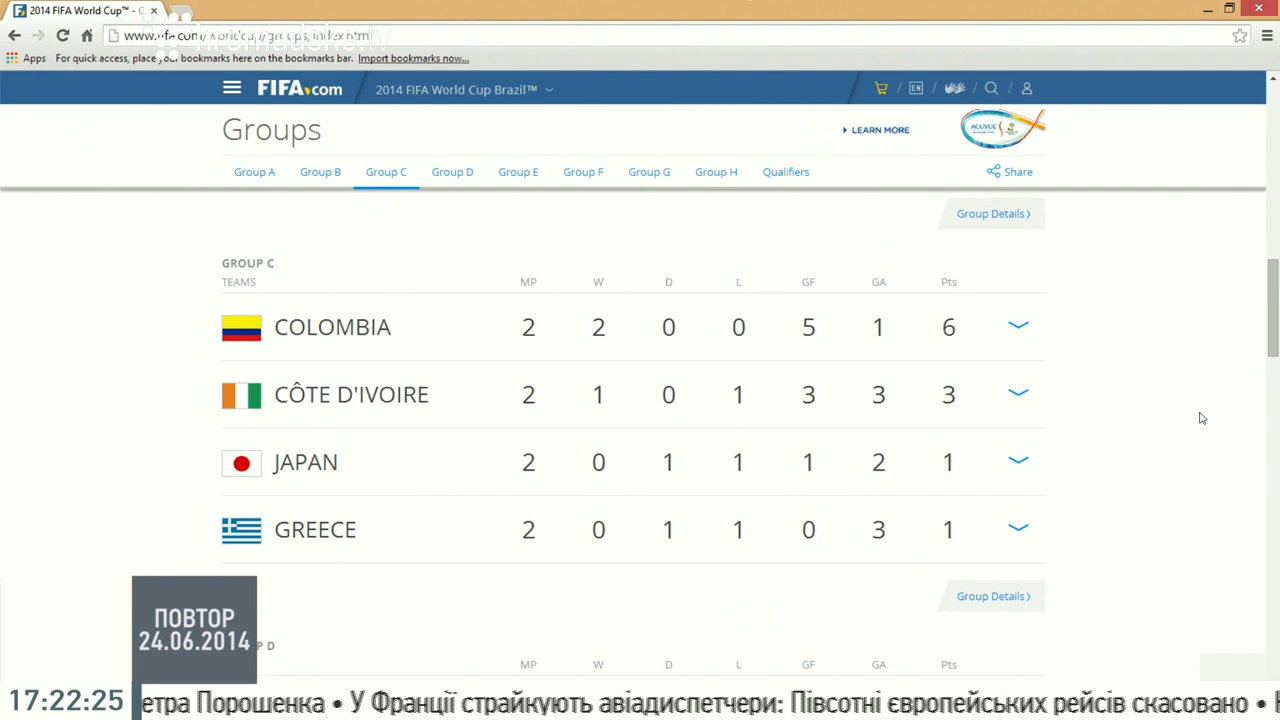 2014 FIFA World Cup™ - G
hromadske.tv
Apps For quick access, place your bookmarks here on the bookmarks bar. Import bookmarks now...
FIFA.com 2014 FIFA World Cup Brazil™ EN
Groups LEARN MORE ACUVUE
Group A Group B Group C Group D Group E Group F Group G Group H Qualifiers Share
Group Details
GROUP C
TEAMS MP W D L GF GA Pts
COLOMBIA 2 2 0 0 5 1 6
CÔTE D'IVOIRE 2 1 0 1 3 3 3
JAPAN 2 0 1 1 1 2 1
GREECE 2 0 1 1 0 3 1
Group Details
ПОВТОР
24.06.2014
P D
MP W D L GF GA Pts
17:22:25 етра Порошенка • У Франції страйкують авіадиспетчери: Півсотні європейських рейсів скасовано •